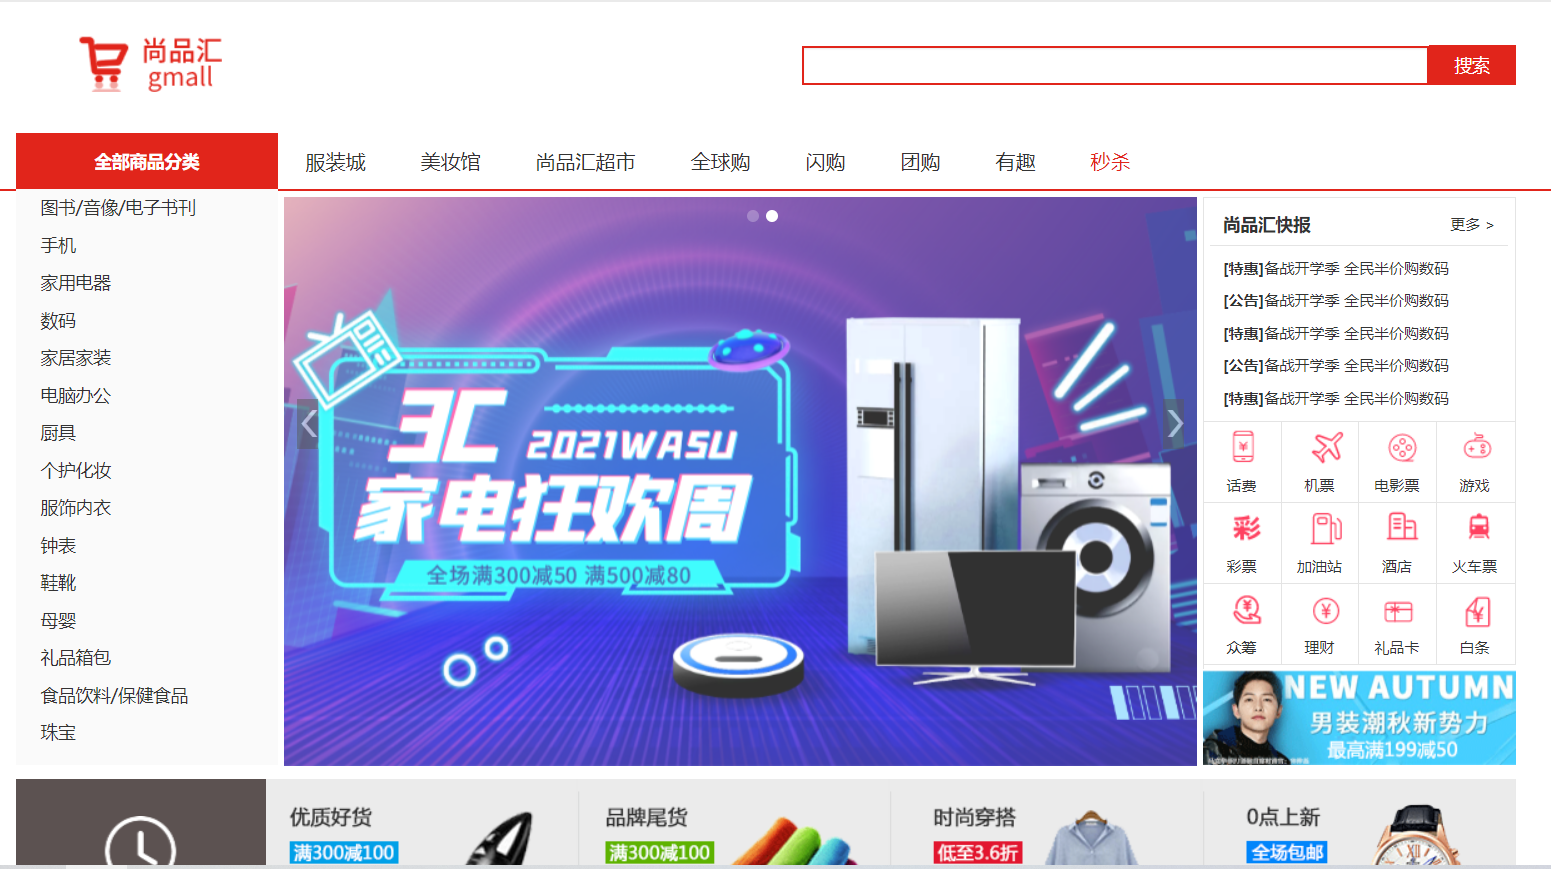 尚品汇
gmall
搜索
全部商品分类
服装城
美妆馆
尚品汇超市
全球购
闪购
团购
有趣
秒杀
图书/音像/电子书刊
手机
家用电器
数码
家居家装
电脑办公
厨具
个护化妆
服饰内衣
钟表
鞋靴
母婴
礼品箱包
食品饮料/保健食品
珠宝
3C
2021WASU
家电狂欢周
全场满300减50 满500减80
尚品汇快报
更多 >
[特惠]备战开学季 全民半价购数码
[公告]备战开学季 全民半价购数码
[特惠]备战开学季 全民半价购数码
[公告]备战开学季 全民半价购数码
[特惠]备战开学季 全民半价购数码
话费
机票
电影票
游戏
彩
彩票
加油站
酒店
火车票
众筹
理财
礼品卡
白条
NEW AUTUMN
男装潮秋新势力
最高满199减50
优质好货
满300减100
品牌尾货
满300减100
时尚穿搭
低至3.6折
0点上新
全场包邮